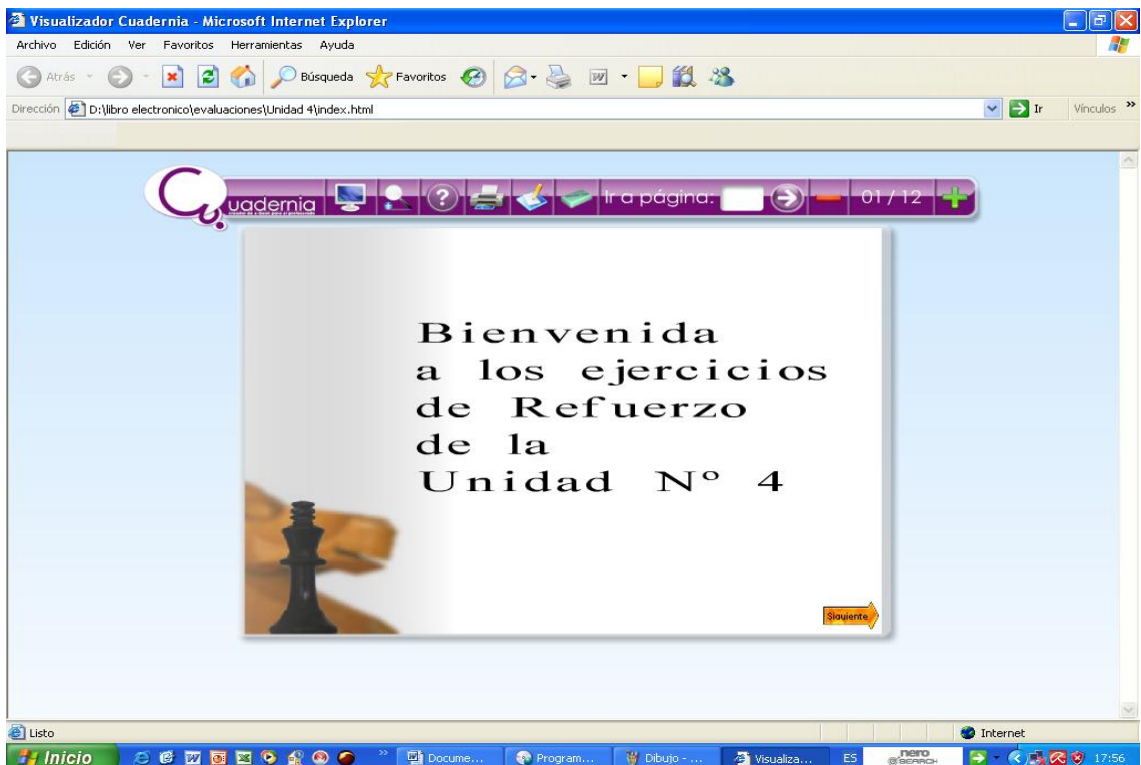 Visualizador Cuadernia - Microsoft Internet Explorer
Archivo Edición Ver Favoritos Herramientas Ayuda
Atrás Búsqueda Favoritos
Dirección D:\libro electronico\evaluaciones\Unidad 4\index.html Ir Vínculos »
Cuadernia Ir a página: 01 / 12
Bienvenida
a los ejercicios
de Refuerzo
de la
Unidad Nº 4
Siguiente
Listo Internet
Inicio » Docume... Program... Dibujo - ... Visualiza... ES nero SEARCH 17:56